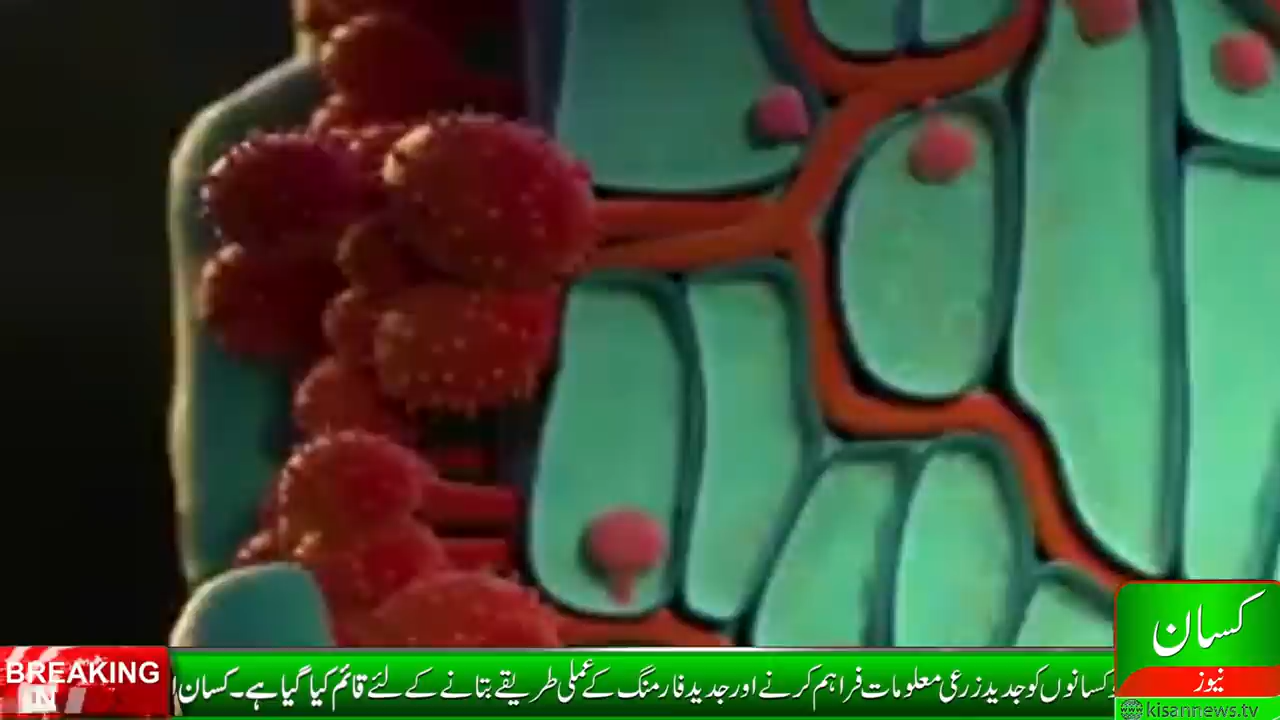 کسان
نیوز
BREAKING
کسانوں کو جدید زرعی معلومات فراہم کرنے اور جدید فارمنگ کے عملی طریقے بتانے کے لئے قائم کیا گیا ہے۔ کسان
kisannews.tv